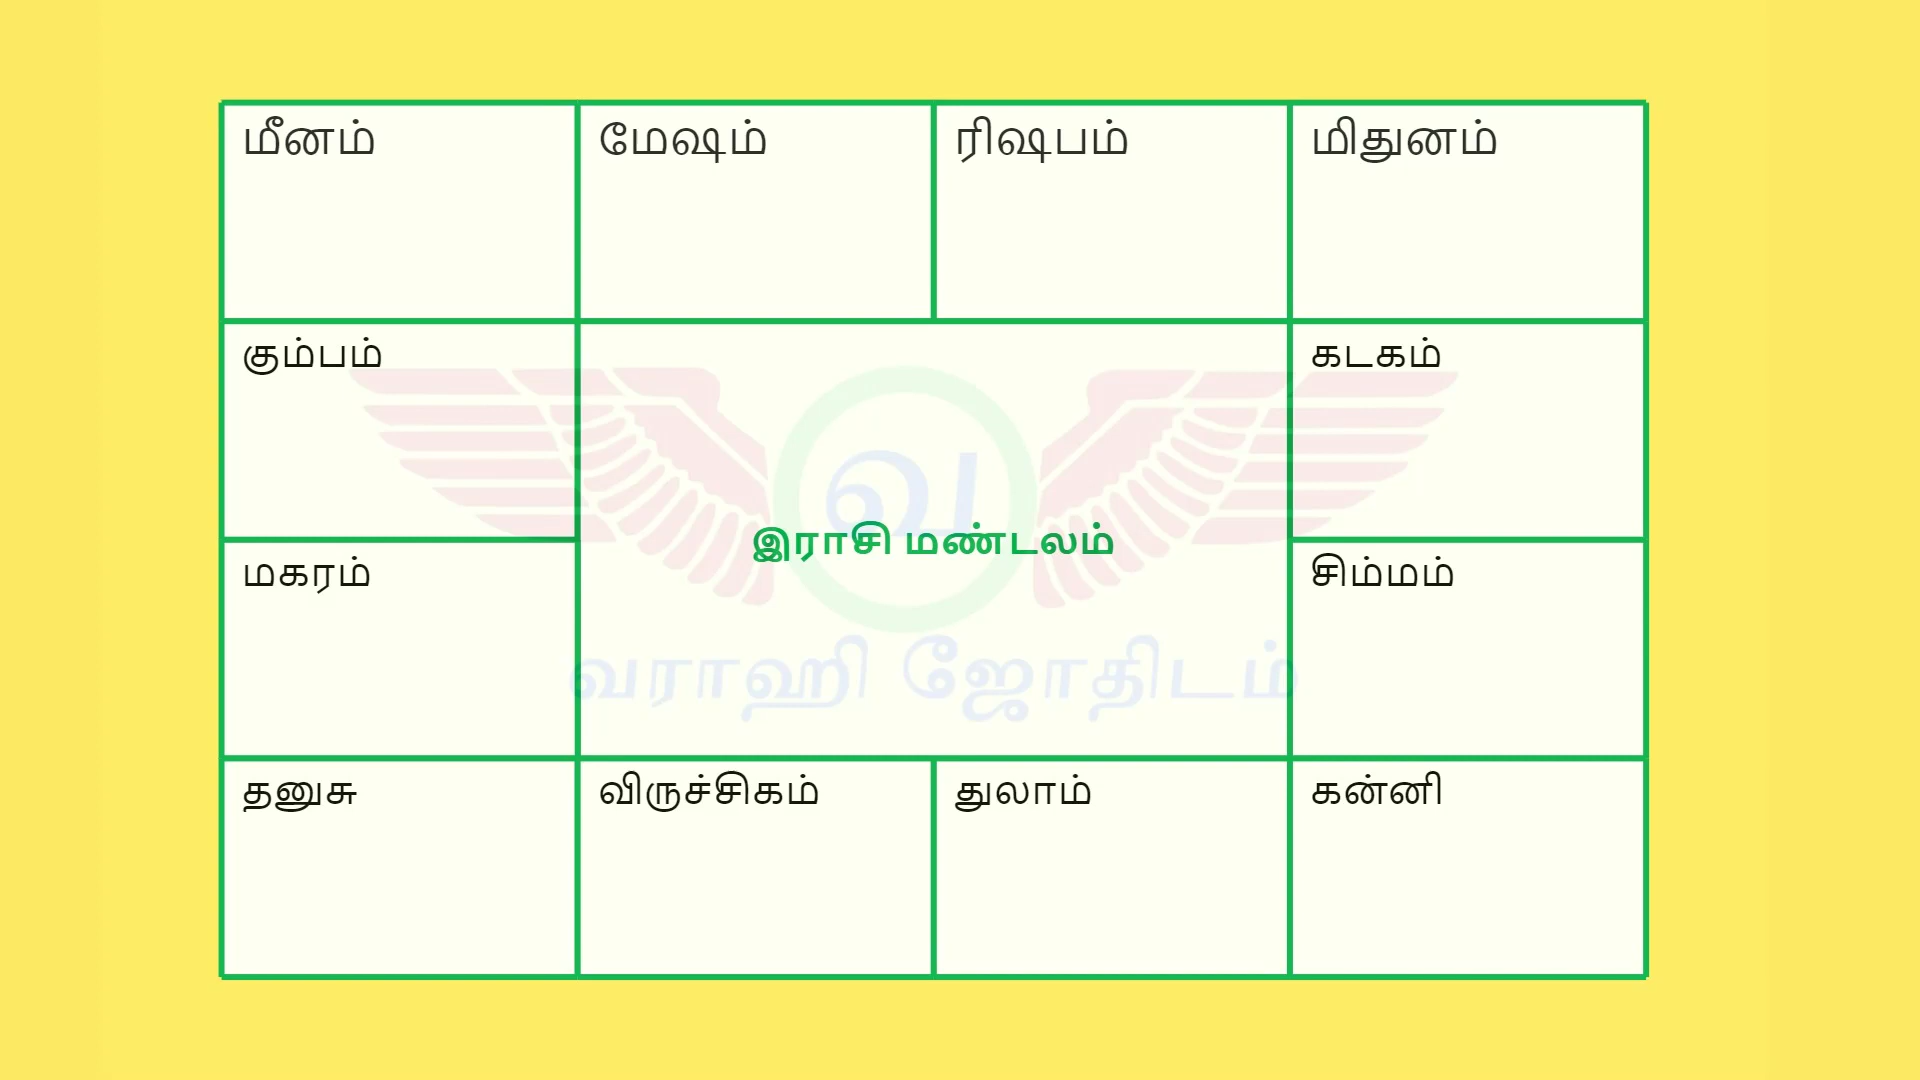 மீனம்
மேஷம்
ரிஷபம்
மிதுனம்
கும்பம்
கடகம்
வ
இராசி மண்டலம்
மகரம்
சிம்மம்
வராஹி ஜோதிடம்
தனுசு
விருச்சிகம்
துலாம்
கன்னி